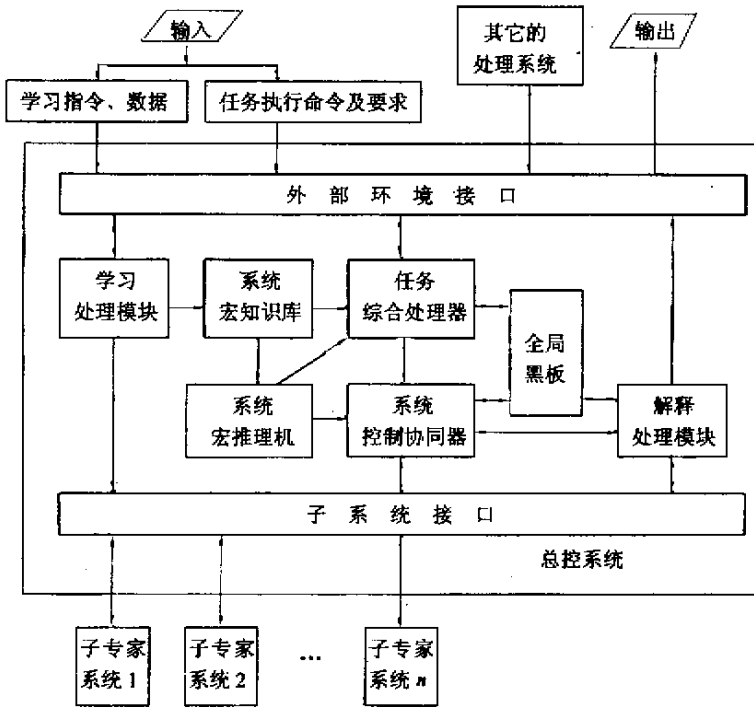 输入
其它的
处理系统
输出
学习指令、数据
任务执行命令及要求
外部环境接口
学习
处理模块
系统
宏知识库
任务
综合处理器
全局
黑板
系统
宏推理机
系统
控制协同器
解释
处理模块
子系统接口
总控系统
子专家
系统1
子专家
系统2
…
子专家
系统n